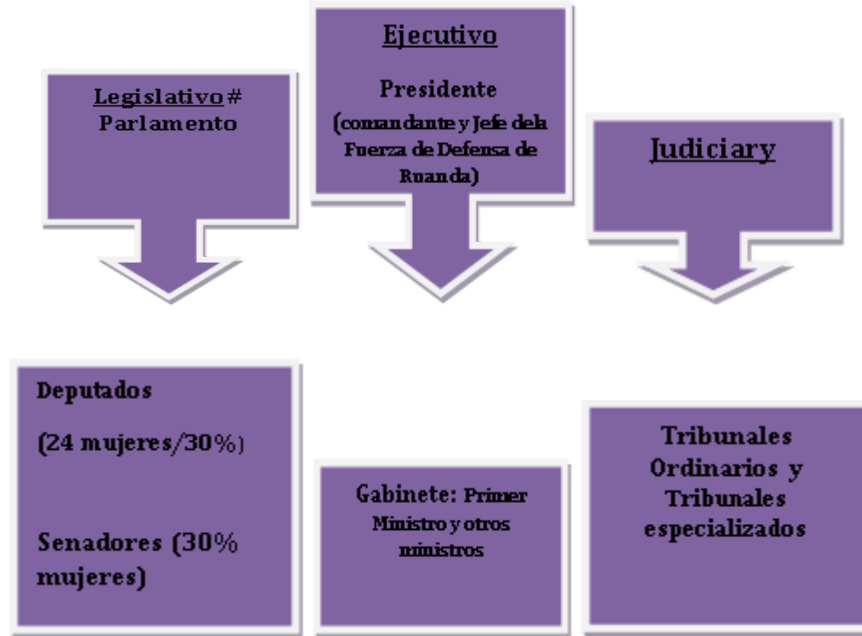 Legislativo#
Parlamento
Ejecutivo
Presidente
(comandante y Jefe dela
Fuerza de Defensa de
Ruanda)
Judiciary
Deputados
(24 mujeres/30%)
Senadores (30%
mujeres)
Gabinete: Primer
Ministro y otros
ministros
Tribunales
Ordinarios y
Tribunales
especializados